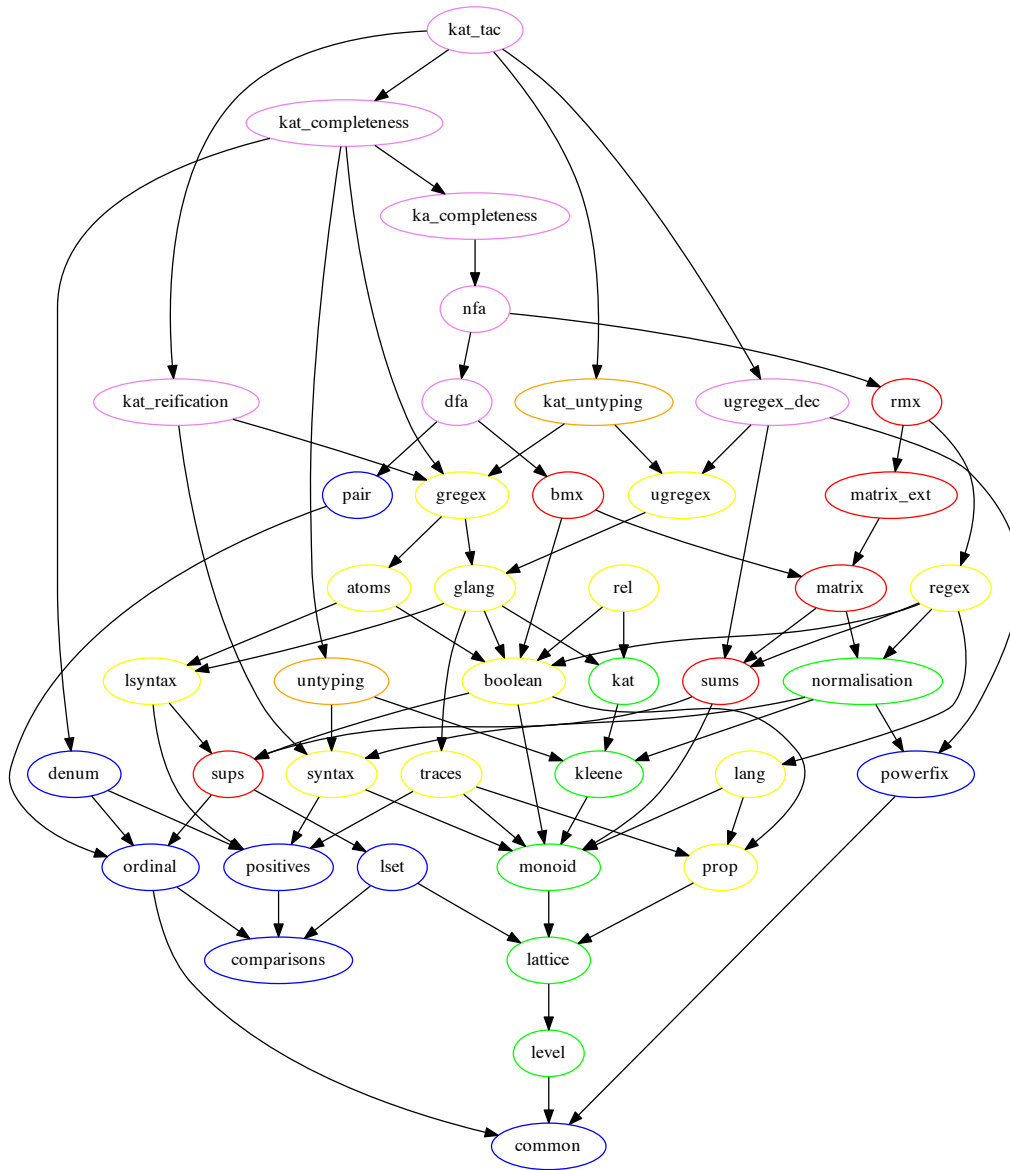 kat_tac
kat_completeness
ka_completeness
nfa
kat_reification
dfa
kat_untyping
ugregex_dec
rmx
pair
gregex
bmx
ugregex
matrix_ext
atoms
glang
rel
matrix
regex
lsyntax
untyping
boolean
kat
sums
normalisation
denum
sups
syntax
traces
kleene
lang
powerfix
ordinal
positives
lset
monoid
prop
comparisons
lattice
level
common